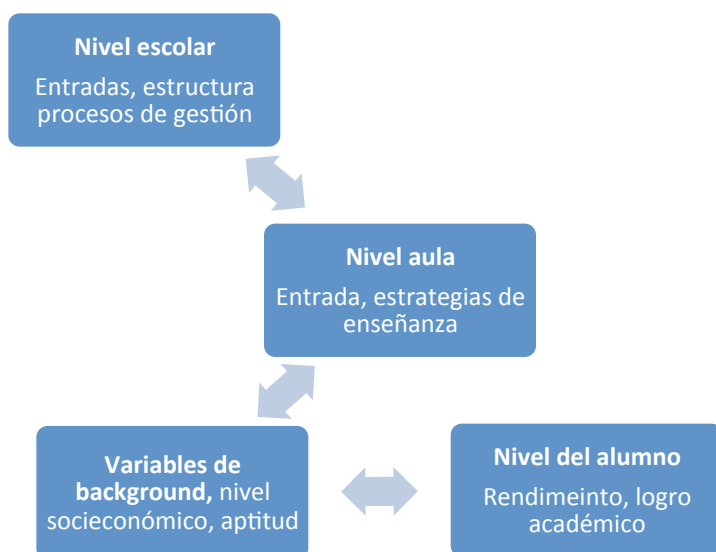 Nivel escolar
Entradas, estructura
procesos de gestión
Nivel aula
Entrada, estrategias de
enseñanza
Variables de
background, nivel
socieconómico, aptitud
Nivel del alumno
Rendimeinto, logro
académico